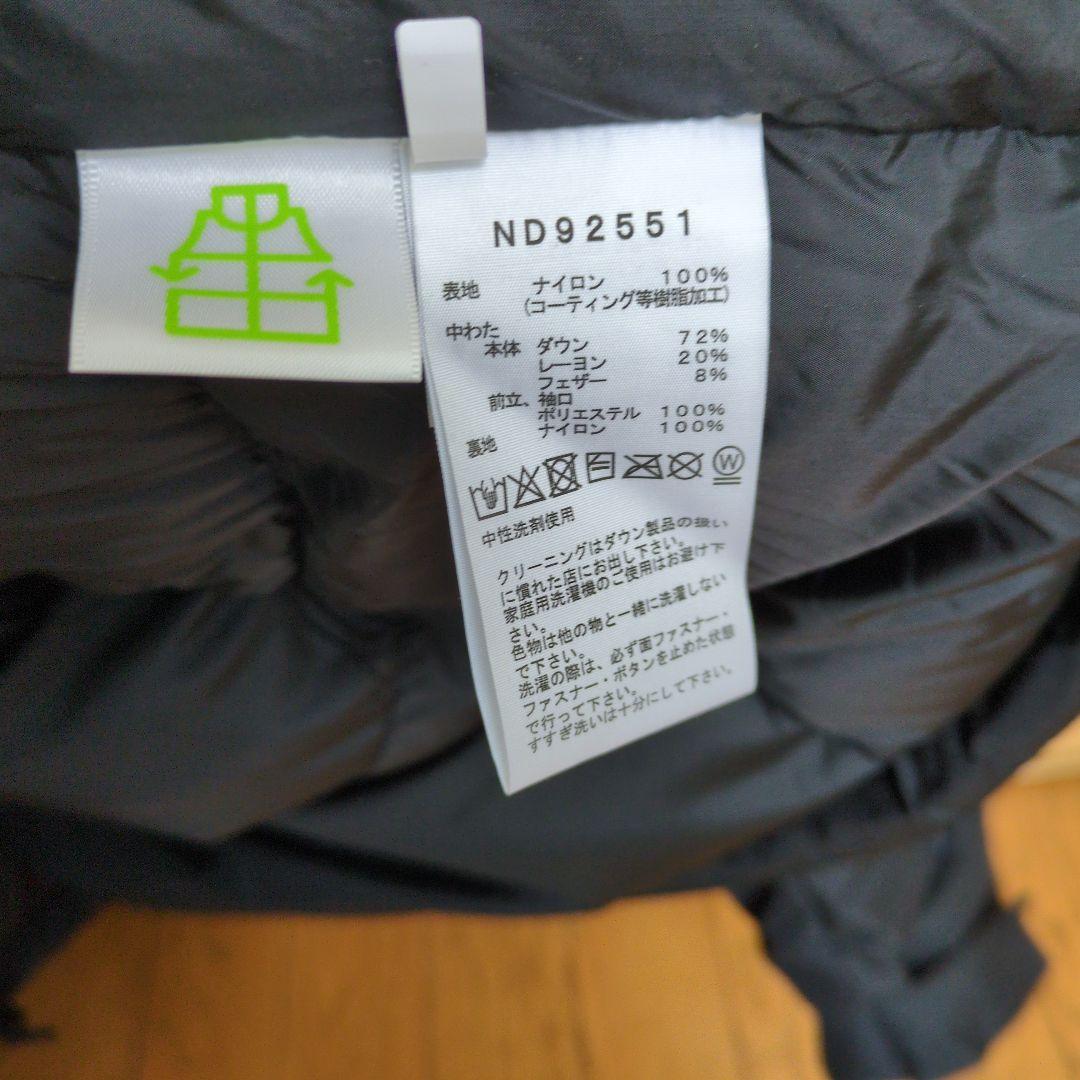 ND92551
表地 ナイロン 100%
(コーティング等樹脂加工)
中わた
本体 ダウン 72%
レーヨン 20%
フェザー 8%
前立、袖口
ポリエステル 100%
裏地 ナイロン 100%
W
中性洗剤使用
クリーニングはダウン製品の扱い
に慣れた店にお出し下さい。
家庭用洗濯機のご使用はお避け下
さい。
色物は他の物と一緒に洗濯しない
で下さい。
洗濯の際は、必ず面ファスナー・
ファスナー・ボタンを止めた状態
で行って下さい。
すすぎ洗いは十分にして下さい。